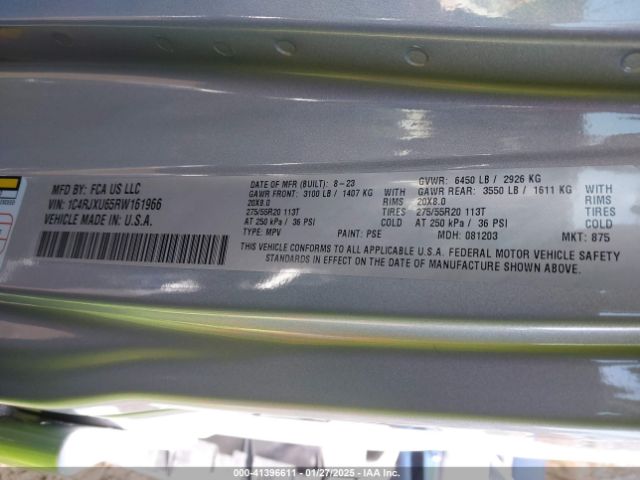 MFD BY: FCA US LLC
VIN: 1C4RJXU65RW161966
VEHICLE MADE IN: U.S.A.
DATE OF MFR (BUILT): 8-23 GVWR: 6450 LB / 2926 KG
GAWR FRONT: 3100 LB / 1407 KG WITH GAWR REAR: 3550 LB / 1611 KG WITH
20X8.0 RIMS 20X8.0 RIMS
275/55R20 113T TIRES 275/55R20 113T TIRES
AT 250 kPa / 36 PSI COLD AT 250 kPa / 36 PSI COLD
TYPE: MPV PAINT: PSE MDH: 081203 MKT: 875
THIS VEHICLE CONFORMS TO ALL APPLICABLE U.S.A. FEDERAL MOTOR VEHICLE SAFETY
STANDARDS IN EFFECT ON THE DATE OF MANUFACTURE SHOWN ABOVE.
000-41396611 | 01/27/2025 | IAA Inc.